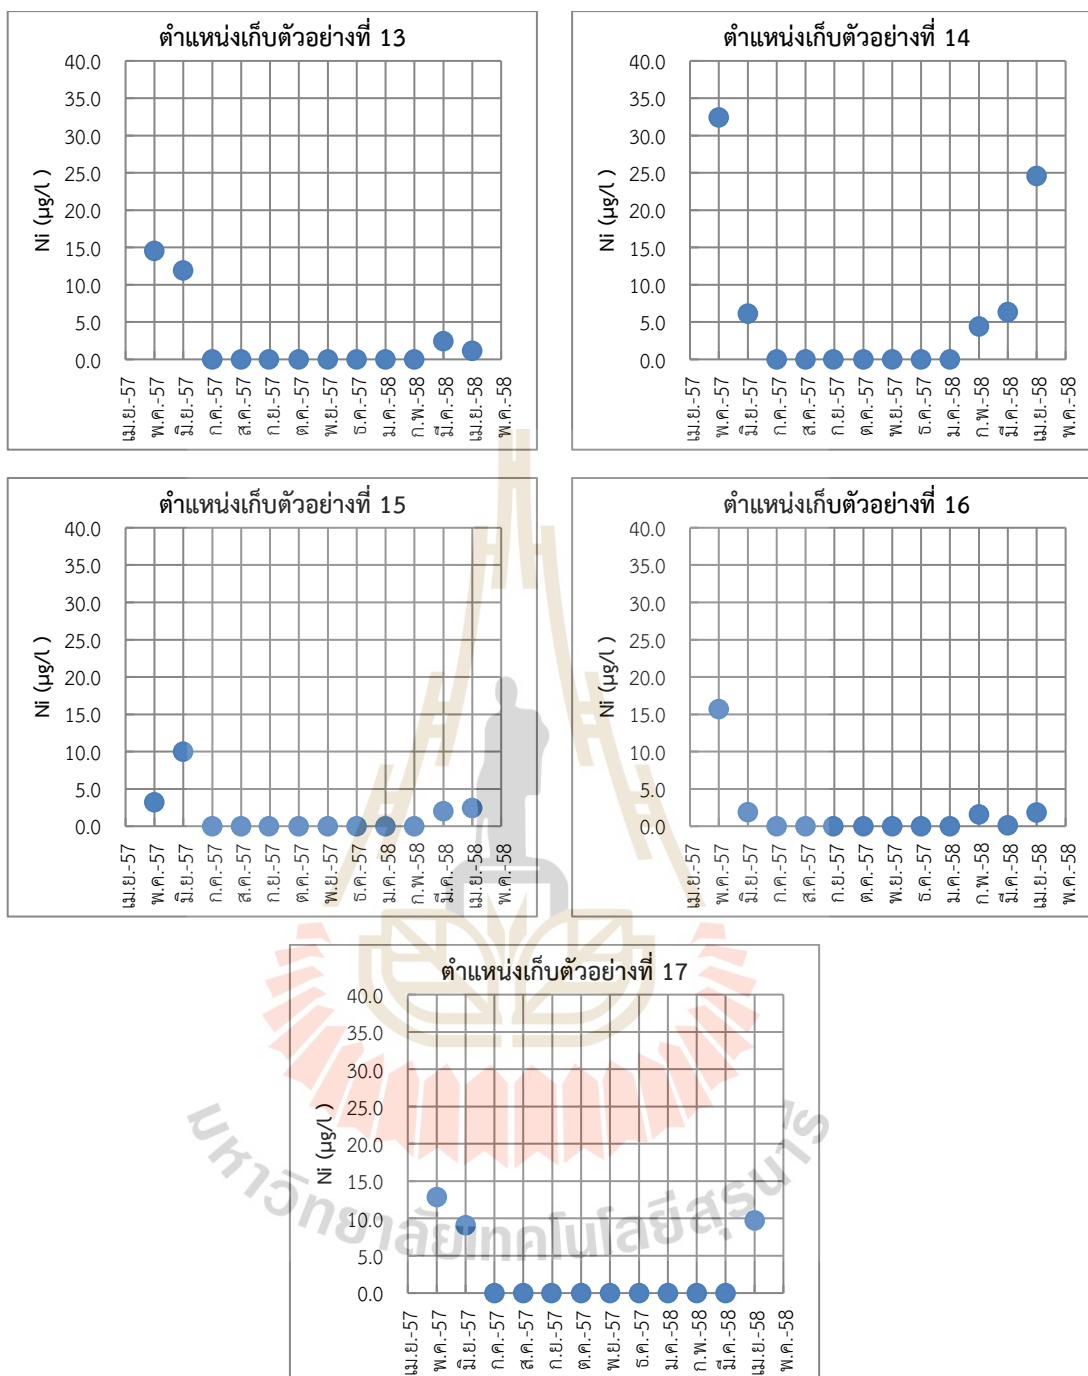 ตำแหน่งเก็บตัวอย่างที่ 13
40.0
35.0
30.0
25.0
20.0
15.0
10.0
5.0
0.0
Ni (µg/l )
เม.ย.-57
พ.ค.-57
มิ.ย.-57
ก.ค.-57
ส.ค.-57
ก.ย.-57
ต.ค.-57
พ.ย.-57
ธ.ค.-57
ม.ค.-58
ก.พ.-58
มี.ค.-58
เม.ย.-58
พ.ค.-58
ตำแหน่งเก็บตัวอย่างที่ 14
40.0
35.0
30.0
25.0
20.0
15.0
10.0
5.0
0.0
Ni (µg/l )
เม.ย.-57
พ.ค.-57
มิ.ย.-57
ก.ค.-57
ส.ค.-57
ก.ย.-57
ต.ค.-57
พ.ย.-57
ธ.ค.-57
ม.ค.-58
ก.พ.-58
มี.ค.-58
เม.ย.-58
พ.ค.-58
ตำแหน่งเก็บตัวอย่างที่ 15
40.0
35.0
30.0
25.0
20.0
15.0
10.0
5.0
0.0
Ni (µg/l )
เม.ย.-57
พ.ค.-57
มิ.ย.-57
ก.ค.-57
ส.ค.-57
ก.ย.-57
ต.ค.-57
พ.ย.-57
ธ.ค.-57
ม.ค.-58
ก.พ.-58
มี.ค.-58
เม.ย.-58
พ.ค.-58
ตำแหน่งเก็บตัวอย่างที่ 16
40.0
35.0
30.0
25.0
20.0
15.0
10.0
5.0
0.0
Ni (µg/l )
เม.ย.-57
พ.ค.-57
มิ.ย.-57
ก.ค.-57
ส.ค.-57
ก.ย.-57
ต.ค.-57
พ.ย.-57
ธ.ค.-57
ม.ค.-58
ก.พ.-58
มี.ค.-58
เม.ย.-58
พ.ค.-58
ตำแหน่งเก็บตัวอย่างที่ 17
40.0
35.0
30.0
25.0
20.0
15.0
10.0
5.0
0.0
Ni (µg/l )
เม.ย.-57
พ.ค.-57
มิ.ย.-57
ก.ค.-57
ส.ค.-57
ก.ย.-57
ต.ค.-57
พ.ย.-57
ธ.ค.-57
ม.ค.-58
ก.พ.-58
มี.ค.-58
เม.ย.-58
พ.ค.-58
มหาวิทยาลัยเทคโนโลยีสุรนารี